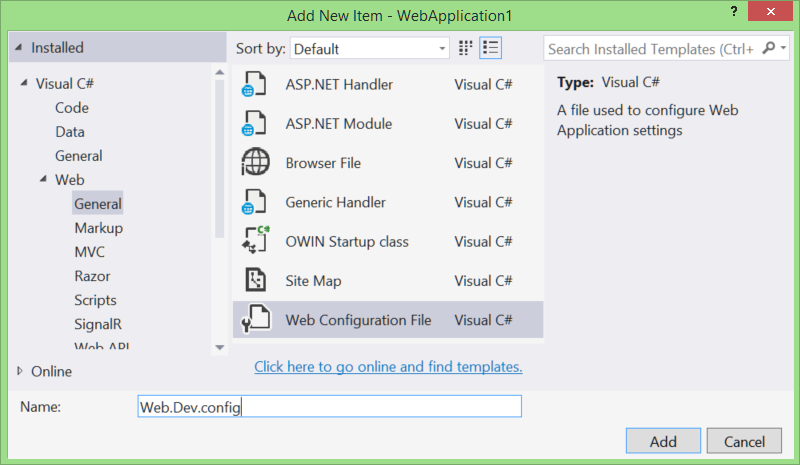 Add New Item - WebApplication1
?
Installed
Sort by: Default
Search Installed Templates (Ctrl+
Visual C#
Code
Data
General
Web
General
Markup
MVC
Razor
Scripts
SignalR
Web API
Online
ASP.NET Handler Visual C#
ASP.NET Module Visual C#
Browser File Visual C#
Generic Handler Visual C#
C#
OWIN Startup class Visual C#
Site Map Visual C#
Web Configuration File Visual C#
Click here to go online and find templates.
Type: Visual C#
A file used to configure Web
Application settings
Name: Web.Dev.config
Add Cancel